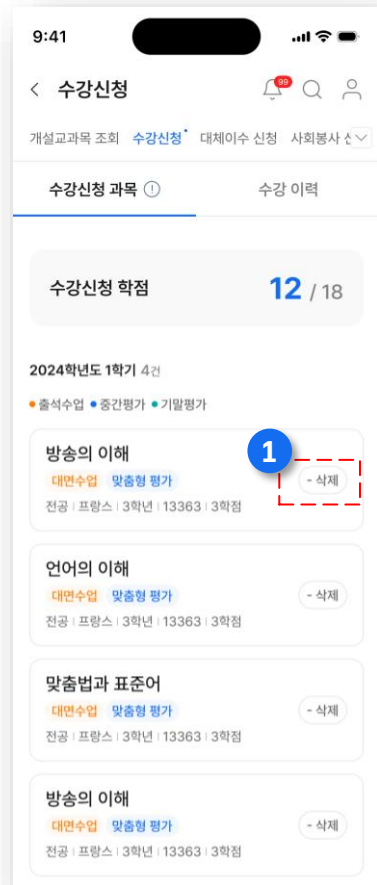 9:41
수강신청
99
개설교과목 조회 수강신청 대체이수 신청 사회봉사
수강신청 과목
수강 이력
수강신청 학점 12 / 18
2024학년도 1학기 4건
출석수업 중간평가 기말평가
방송의 이해
1
대면수업 맞춤형 평가
- 삭제
전공 프랑스 3학년 13363 3학점
언어의 이해
대면수업 맞춤형 평가
- 삭제
전공 프랑스 3학년 13363 3학점
맞춤법과 표준어
대면수업 맞춤형 평가
- 삭제
전공 프랑스 3학년 13363 3학점
방송의 이해
대면수업 맞춤형 평가
- 삭제
전공 프랑스 3학년 13363 3학점